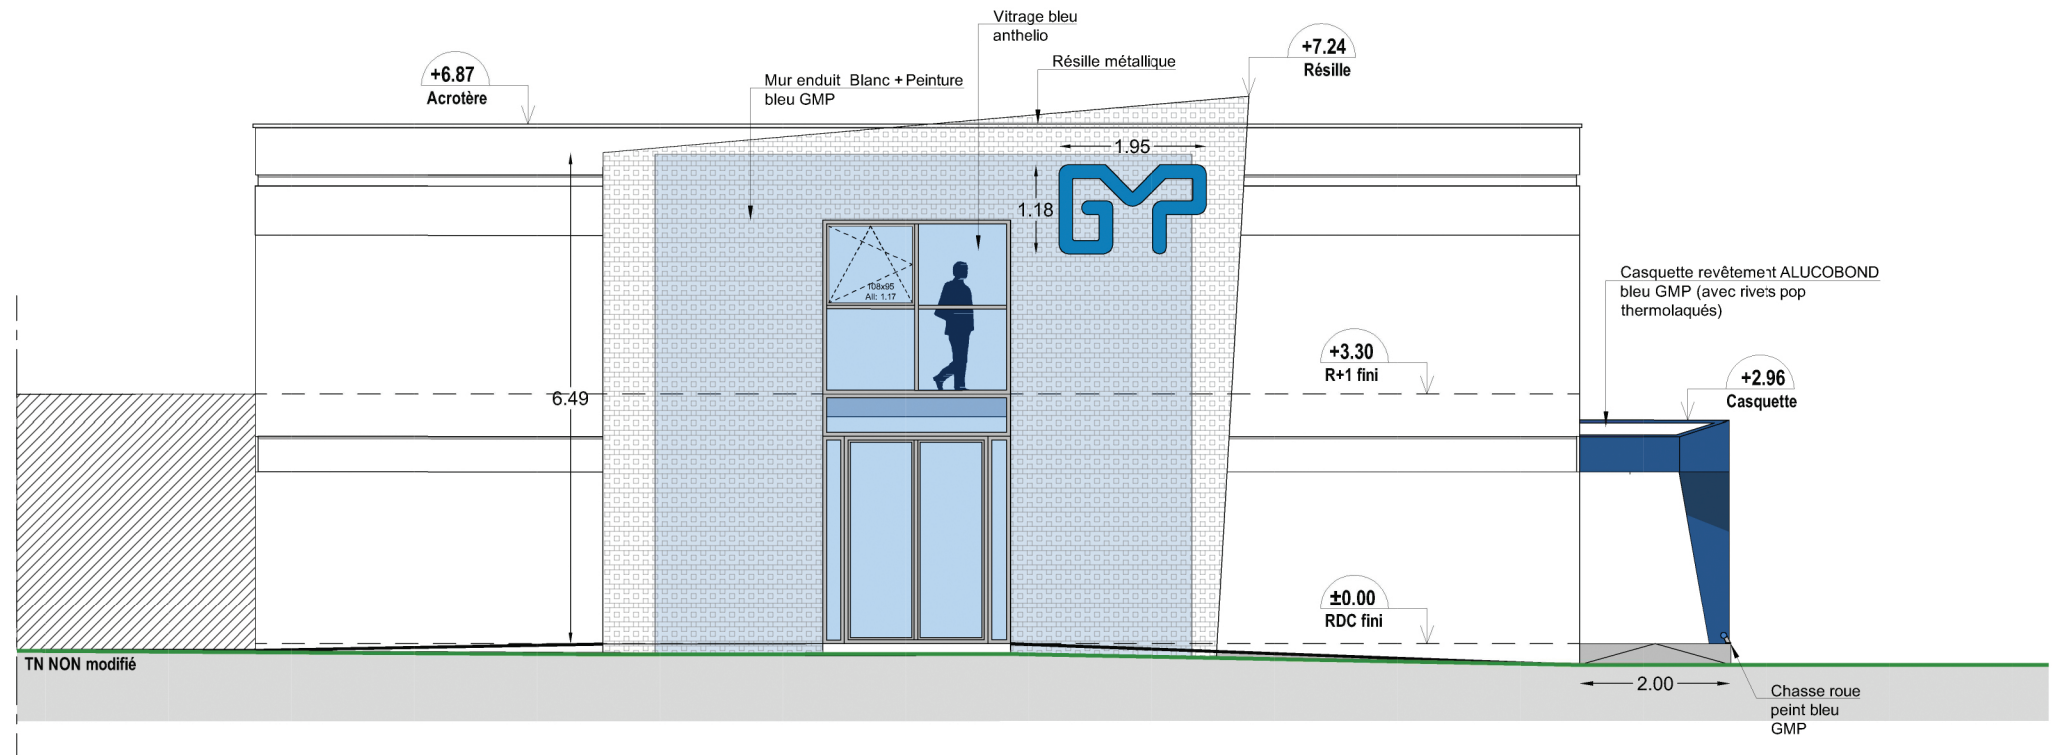 Vitrage bleu
anthelio
+7.24
Résille
Résille métallique
+6.87
Acrotère
Mur enduit Blanc + Peinture
bleu GMP
1.95
GMP
1.18
108x95
All: 1.17
Casquette revêtement ALUCOBOND
bleu GMP (avec rivets pop
thermolaqués)
+3.30
R+1 fini
+2.96
Casquette
6.49
±0.00
RDC fini
TN NON modifié
2.00
Chasse roue
peint bleu
GMP